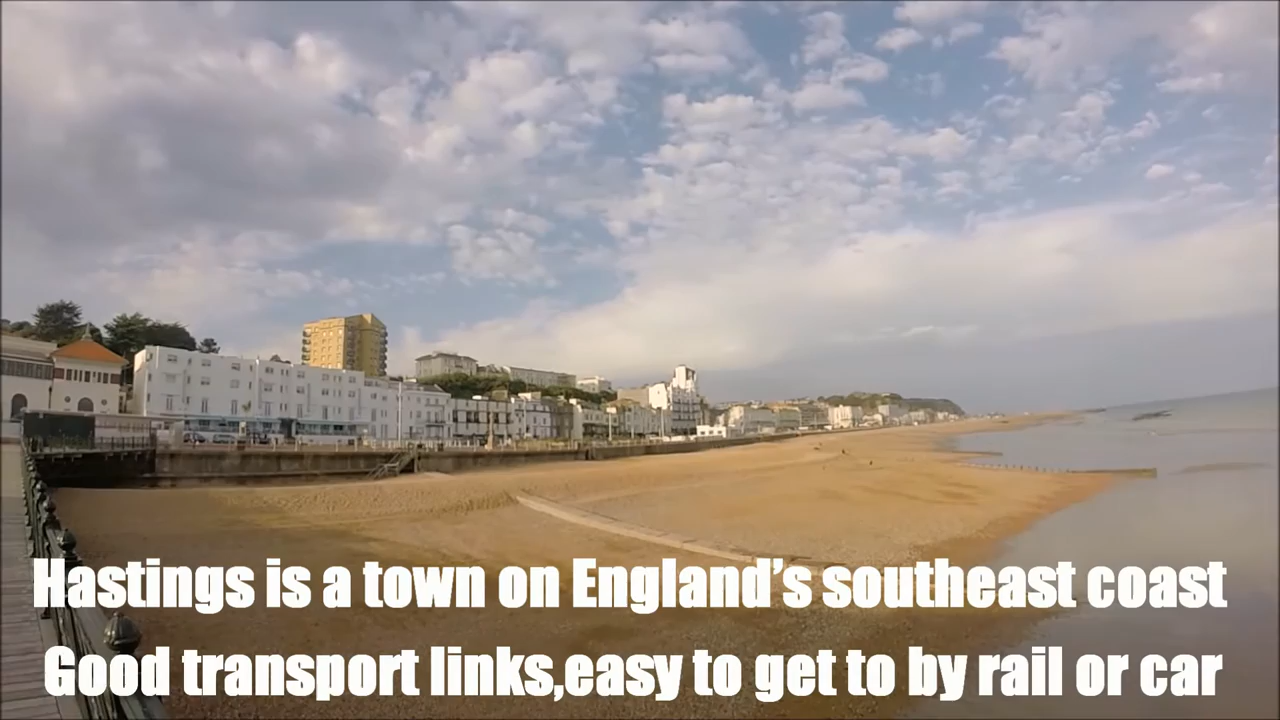 Hastings is a town on England’s southeast coast
Good transport links,easy to get to by rail or car